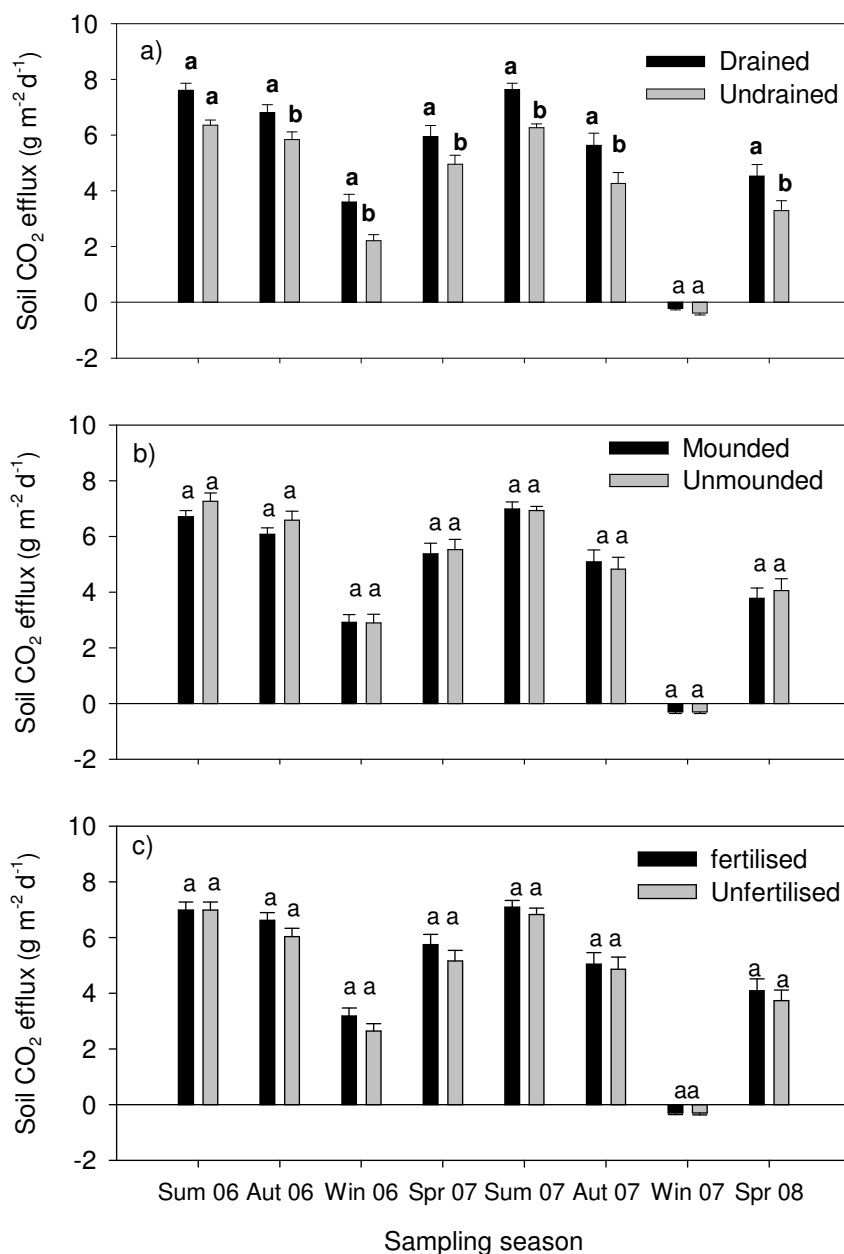 10
8
6
4
2
0
-2
Soil CO₂ efflux (g m⁻² d⁻¹)
a)
Drained
Undrained
a a a b a b a b a b a b a a a b
10
8
6
4
2
0
-2
Soil CO₂ efflux (g m⁻² d⁻¹)
b)
Mounded
Unmounded
a a a a a a a a a a a a a a a a
10
8
6
4
2
0
-2
Soil CO₂ efflux (g m⁻² d⁻¹)
c)
fertilised
Unfertilised
a a a a a a a a a a a a aa a a
Sum 06 Aut 06 Win 06 Spr 07 Sum 07 Aut 07 Win 07 Spr 08
Sampling season